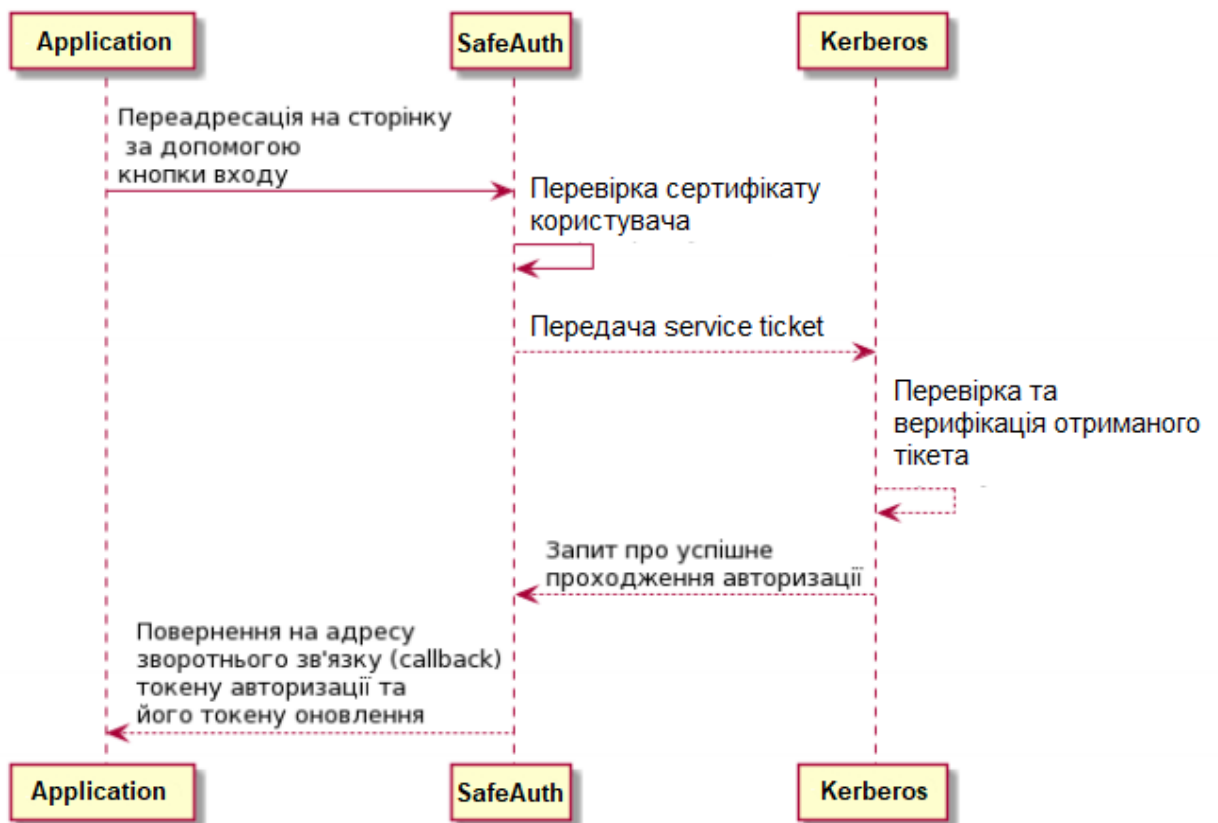 Application
SafeAuth
Kerberos
Переадресація на сторінку
за допомогою
кнопки входу
Перевірка сертифікату
користувача
Передача service ticket
Перевірка та
верифікація отриманого
тікета
Запит про успішне
проходження авторизації
Повернення на адресу
зворотнього зв'язку (callback)
токену авторизації та
його токену оновлення
Application
SafeAuth
Kerberos